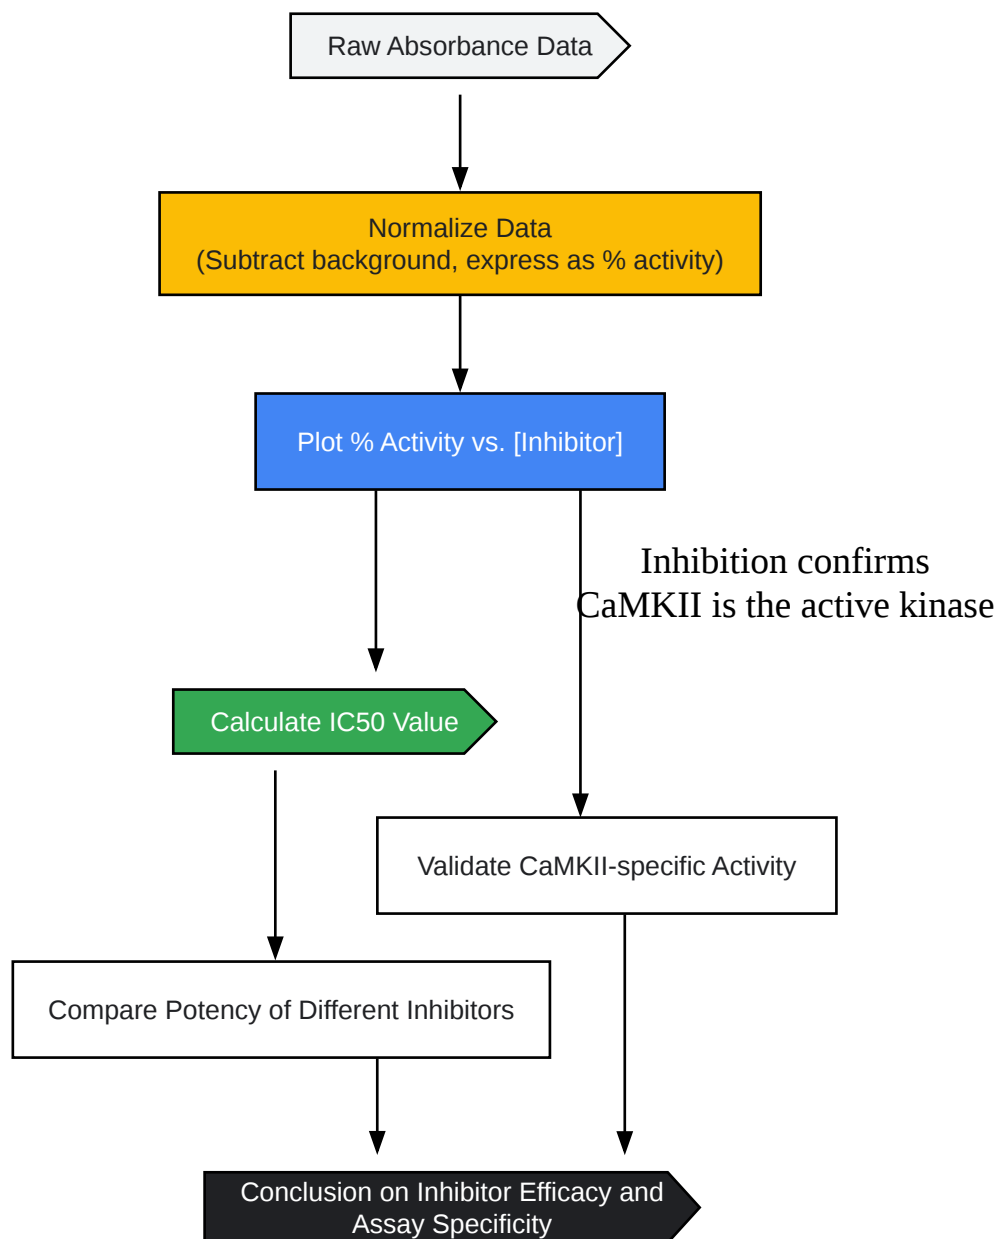 Raw Absorbance Data
Normalize Data
(Subtract background, express as % activity)
Plot % Activity vs. [Inhibitor]
Inhibition confirms
CaMKII is the active kinase
Calculate IC50 Value
Validate CaMKII-specific Activity
Compare Potency of Different Inhibitors
Conclusion on Inhibitor Efficacy and
Assay Specificity